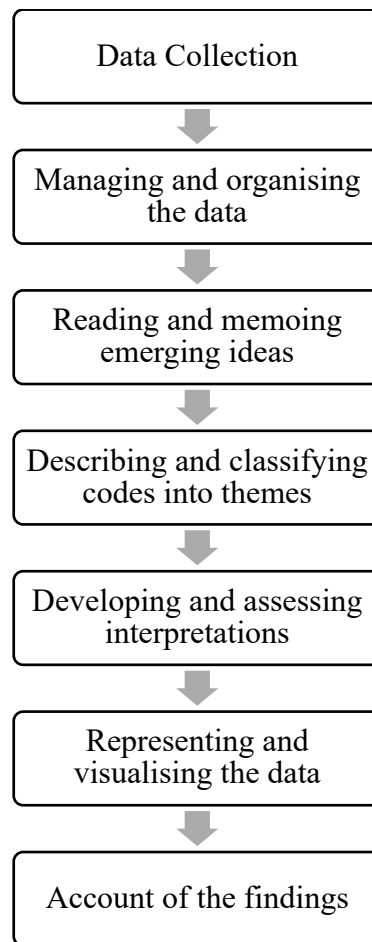 Data Collection
Managing and organising
the data
Reading and memoing
emerging ideas
Describing and classifying
codes into themes
Developing and assessing
interpretations
Representing and
visualising the data
Account of the findings